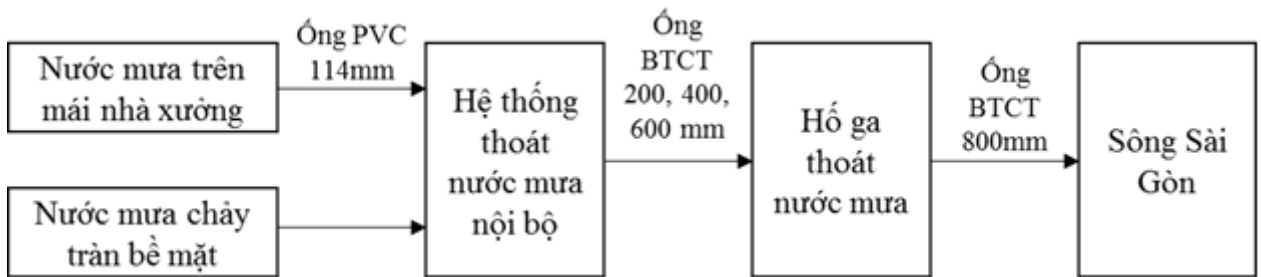 Nước mưa trên
mái nhà xưởng
Ống PVC
114mm
Nước mưa chảy
tràn bề mặt
Hệ thống
thoát
nước mưa
nội bộ
Ống
BTCT
200, 400,
600 mm
Hố ga
thoát
nước mưa
Ống
BTCT
800mm
Sông Sài
Gòn